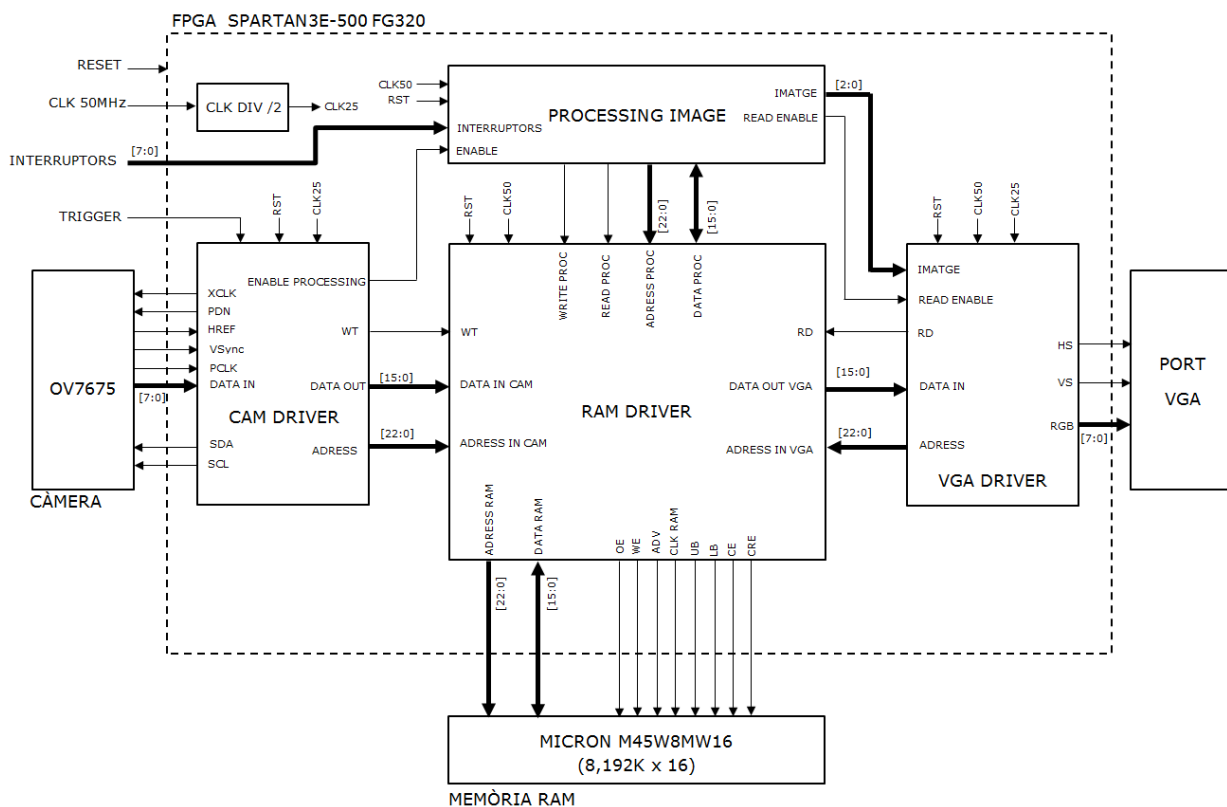 FPGA SPARTAN3E-500 FG320
RESET
CLK 50MHz
CLK DIV /2
CLK25
INTERRUPTORS
[7:0]
TRIGGER
CLK50
RST
INTERRUPTORS
ENABLE
PROCESSING IMAGE
IMATGE
READ ENABLE
[2:0]
[22:0]
[15:0]
RST
CLK25
RST
CLK50
RST
CLK50
CLK25
OV7675
CÀMERA
[7:0]
XCLK
PDN
HREF
VSync
PCLK
DATA IN
SDA
SCL
CAM DRIVER
ENABLE PROCESSING
WT
DATA OUT
ADRESS
[15:0]
[22:0]
WRITE PROC
READ PROC
ADRESS PROC
DATA PROC
WT
DATA IN CAM
ADRESS IN CAM
RAM DRIVER
RD
DATA OUT VGA
ADRESS IN VGA
[15:0]
[22:0]
ADRESS RAM
DATA RAM
OE
WE
ADV
CLK RAM
UB
LB
CE
CRE
[22:0]
[15:0]
IMATGE
READ ENABLE
RD
DATA IN
ADRESS
VGA DRIVER
HS
VS
RGB
[7:0]
PORT
VGA
MICRON M45W8MW16
(8,192K x 16)
MEMÒRIA RAM